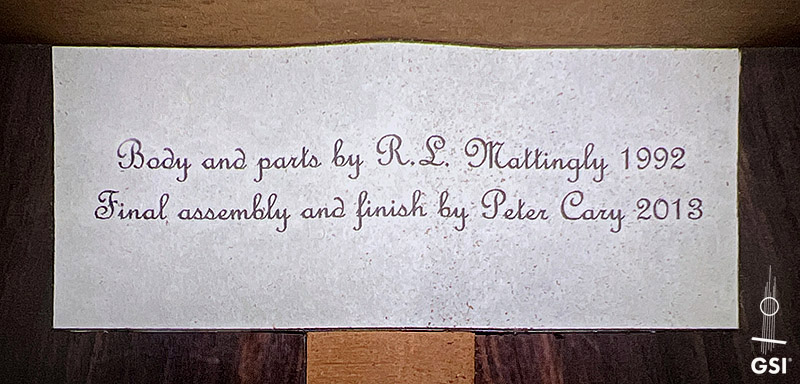 Body and parts by R.L. Mattingly 1992
Final assembly and finish by Peter Cary 2013
GSI®